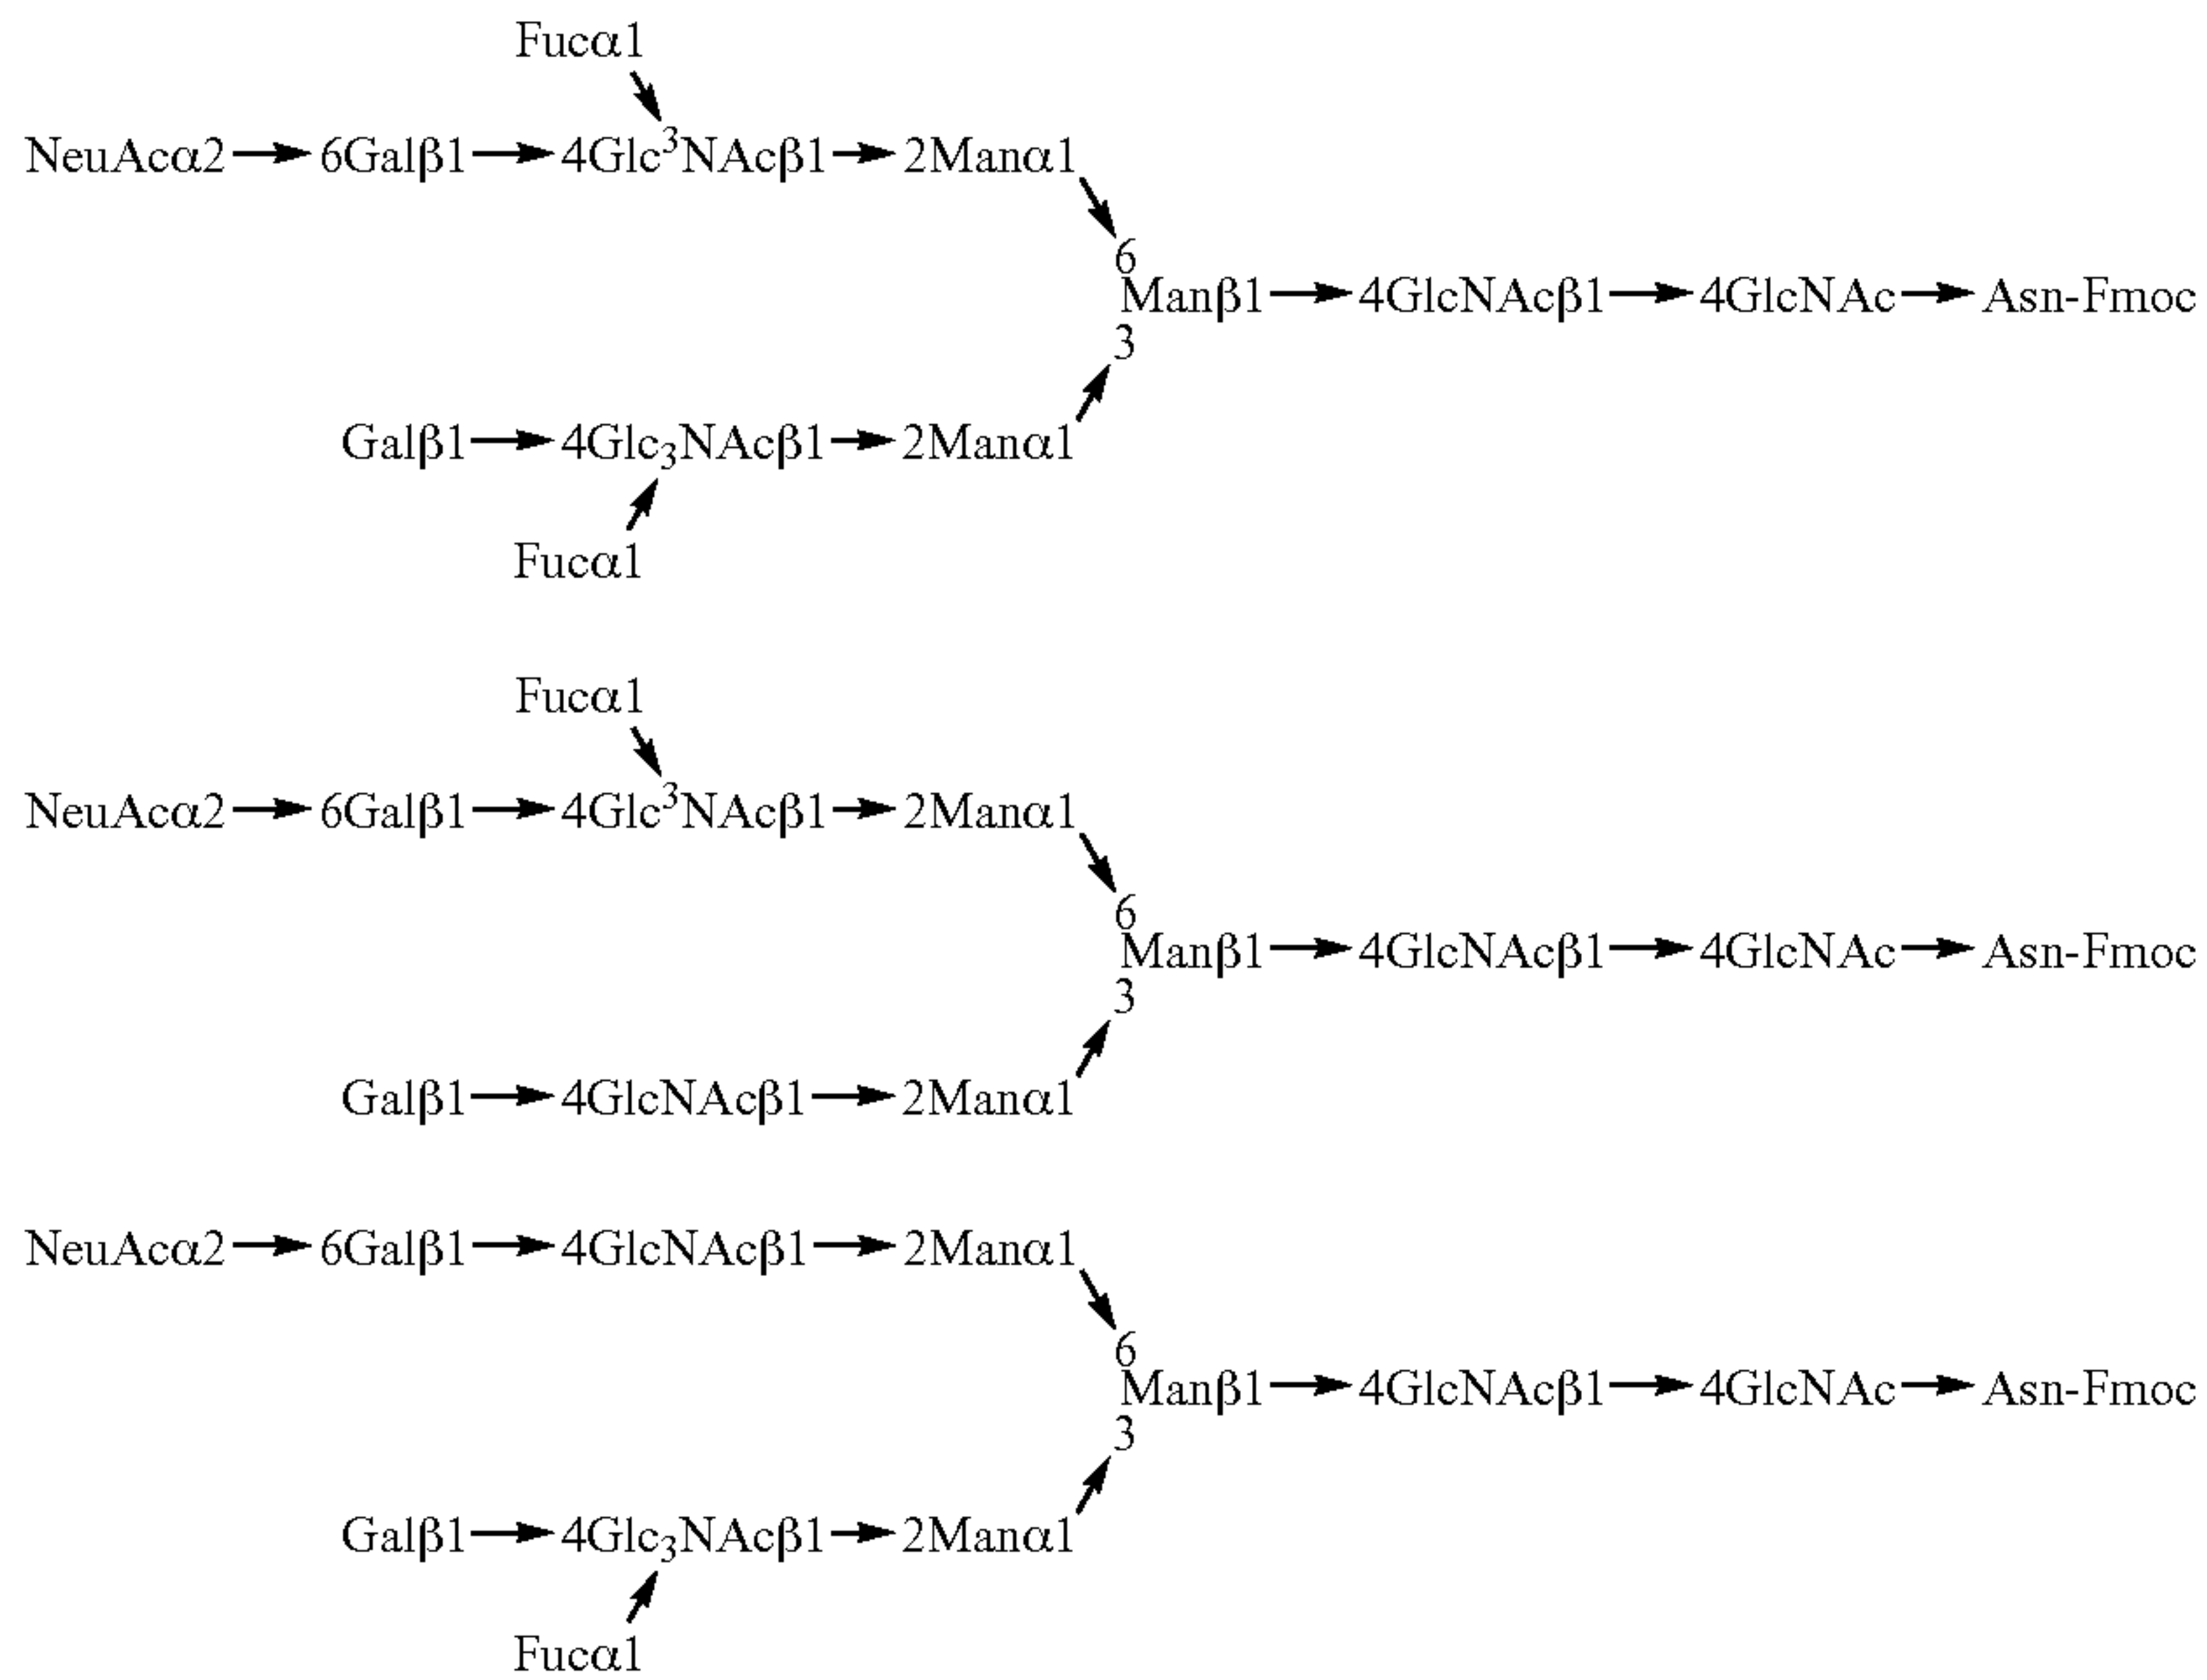 Fucα1
NeuAcα2 → 6Galβ1 → 4Glc³NAcβ1 → 2Manα1
6
Manβ1 → 4GlcNAcβ1 → 4GlcNAc → Asn-Fmoc
3
Galβ1 → 4Glc₃NAcβ1 → 2Manα1
Fucα1
Fucα1
NeuAcα2 → 6Galβ1 → 4Glc³NAcβ1 → 2Manα1
6
Manβ1 → 4GlcNAcβ1 → 4GlcNAc → Asn-Fmoc
3
Galβ1 → 4GlcNAcβ1 → 2Manα1
NeuAcα2 → 6Galβ1 → 4GlcNAcβ1 → 2Manα1
6
Manβ1 → 4GlcNAcβ1 → 4GlcNAc → Asn-Fmoc
3
Galβ1 → 4Glc₃NAcβ1 → 2Manα1
Fucα1